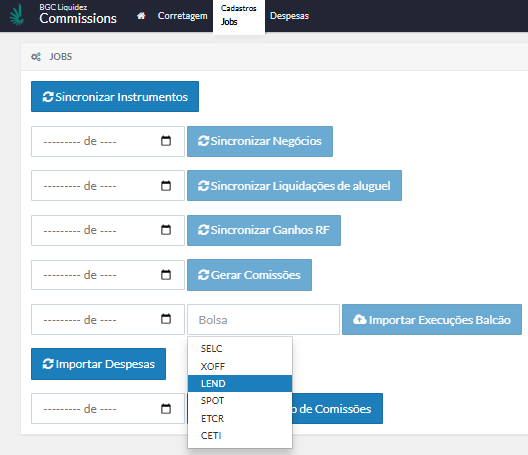 BGC Liquidez
Commissions
Corretagem
Cadastros
Jobs
Despesas
JOBS
Sincronizar Instrumentos
--------- de ----
Sincronizar Negócios
--------- de ----
Sincronizar Liquidações de aluguel
--------- de ----
Sincronizar Ganhos RF
--------- de ----
Gerar Comissões
--------- de ----
Bolsa
Importar Execuções Balcão
SELC
XOFF
LEND
SPOT
ETCR
CETI
Importar Despesas
--------- de ----
de Comissões